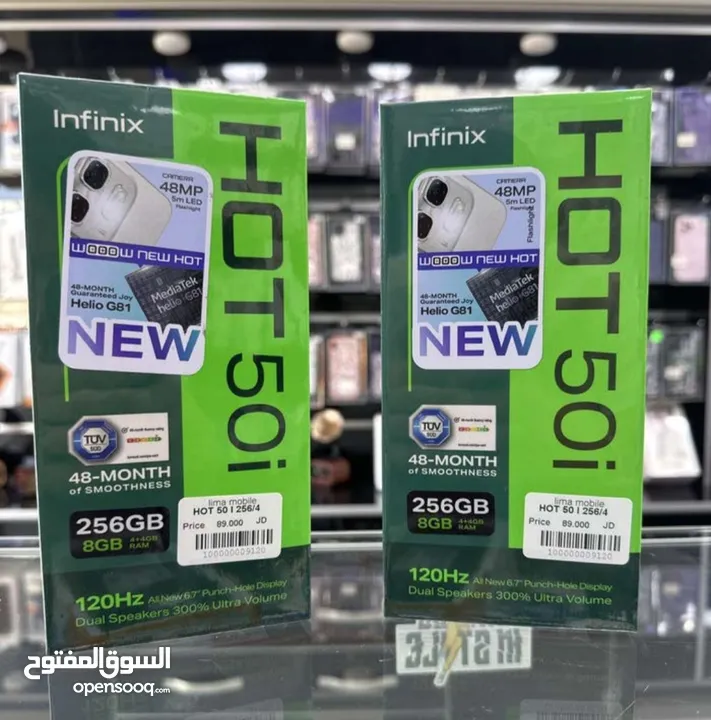 Infinix
HOT 50i
CAMERA
48MP
5m LED
Flashlight
WOOOW NEW HOT
48-MONTH
Guaranteed Joy
Helio G81
MediaTek
helio G81
NEW
TÜV
SÜD
48-MONTH
of SMOOTHNESS
256GB
8GB 4+4GB
RAM
lima mobile
HOT 50 I 256/4
Price 89.000 JD
100000009120
120Hz All New 6.7" Punch-Hole Display
Dual Speakers 300% Ultra Volume
Infinix
HOT 50i
CAMERA
48MP
5m LED
Flashlight
WOOOW NEW HOT
48-MONTH
Guaranteed Joy
Helio G81
MediaTek
helio G81
NEW
TÜV
SÜD
48-MONTH
of SMOOTHNESS
256GB
8GB 4+4GB
RAM
lima mobile
HOT 50 I 256/4
Price 89.000 JD
100000009120
120Hz All New 6.7" Punch-Hole Display
Dual Speakers 300% Ultra Volume
IN STYLE
السوق المفتوح
opensooq.com